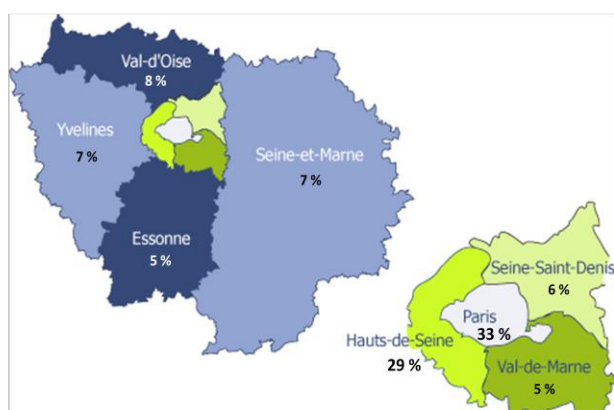 Val-d'Oise
8 %
Yvelines
7 %
Seine-et-Marne
7 %
Essonne
5 %
Seine-Saint-Denis
6 %
Paris
33 %
Hauts-de-Seine
29 %
Val-de-Marne
5 %